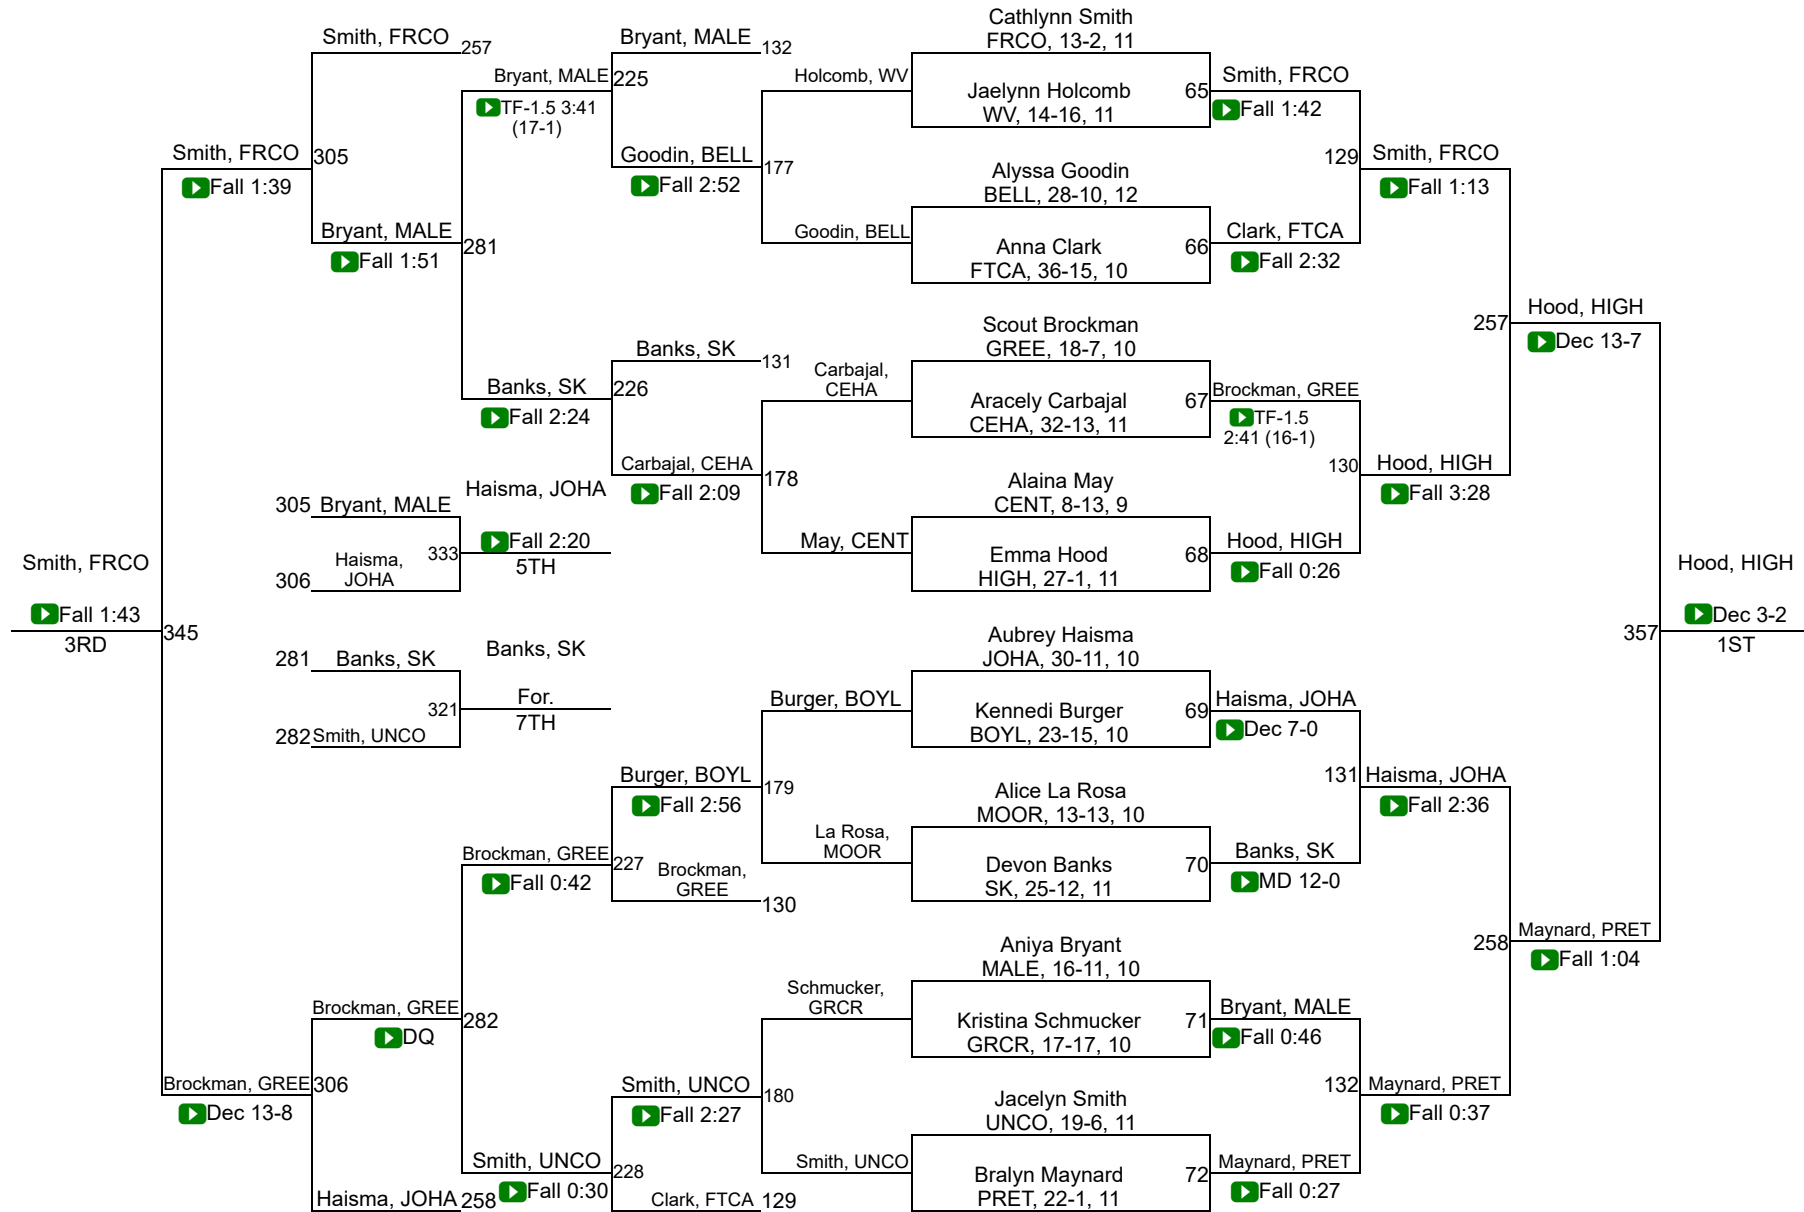 Cathlynn Smith
FRCO, 13-2, 11
Smith, FRCO
257
Bryant, MALE
132
Bryant, MALE
225
Holcomb, WV
Jaelynn Holcomb
WV, 14-16, 11
65
Smith, FRCO
Fall 1:42
TF-1.5 3:41
(17-1)
Smith, FRCO
305
Fall 1:39
Goodin, BELL
177
Fall 2:52
Alyssa Goodin
BELL, 28-10, 12
129
Smith, FRCO
Fall 1:13
Bryant, MALE
281
Fall 1:51
Goodin, BELL
Anna Clark
FTCA, 36-15, 10
66
Clark, FTCA
Fall 2:32
Scout Brockman
GREE, 18-7, 10
257
Hood, HIGH
Dec 13-7
Banks, SK
131
Banks, SK
226
Fall 2:24
Carbajal,
CEHA
Aracely Carbajal
CEHA, 32-13, 11
67
Brockman, GREE
TF-1.5
2:41 (16-1)
Carbajal, CEHA
178
Fall 2:09
Alaina May
CENT, 8-13, 9
130
Hood, HIGH
Fall 3:28
305
Bryant, MALE
Haisma, JOHA
333
Fall 2:20
5TH
306
Haisma,
JOHA
May, CENT
Emma Hood
HIGH, 27-1, 11
68
Hood, HIGH
Fall 0:26
Smith, FRCO
Fall 1:43
3RD
345
Hood, HIGH
357
Dec 3-2
1ST
281
Banks, SK
Banks, SK
321
For.
7TH
282
Smith, UNCO
Aubrey Haisma
JOHA, 30-11, 10
Burger, BOYL
Kennedi Burger
BOYL, 23-15, 10
69
Haisma, JOHA
Dec 7-0
Burger, BOYL
179
Fall 2:56
Alice La Rosa
MOOR, 13-13, 10
131
Haisma, JOHA
Fall 2:36
La Rosa,
MOOR
Devon Banks
SK, 25-12, 11
70
Banks, SK
MD 12-0
Brockman, GREE
227
Fall 0:42
Brockman,
GREE
130
Aniya Bryant
MALE, 16-11, 10
258
Maynard, PRET
Fall 1:04
Brockman, GREE
282
DQ
Schmucker,
GRCR
Kristina Schmucker
GRCR, 17-17, 10
71
Bryant, MALE
Fall 0:46
Brockman, GREE
306
Dec 13-8
Smith, UNCO
180
Fall 2:27
Jacelyn Smith
UNCO, 19-6, 11
132
Maynard, PRET
Fall 0:37
Smith, UNCO
228
Fall 0:30
Smith, UNCO
Bralyn Maynard
PRET, 22-1, 11
72
Maynard, PRET
Fall 0:27
Haisma, JOHA
258
Clark, FTCA
129